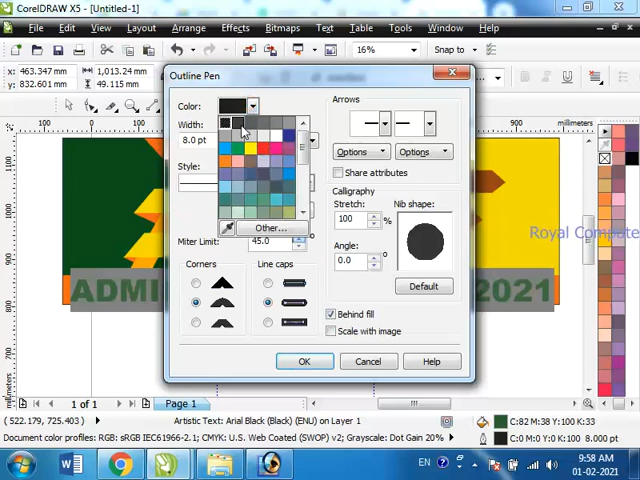 CorelDRAW X5 - [Untitled-1]
File Edit View Layout Arrange Effects Bitmaps Text Table Tools Window Help
16% Snap to
x: 463.347 mm 1,013.24 mm
y: 832.601 mm 49.115 mm
Outline Pen
Color:
Width:
8.0 pt
Style:
Other...
Miter Limit: 45.0 °
Corners Line caps
Arrows
Options Options
Share attributes
Calligraphy
Stretch: Nib shape:
100 %
Angle:
0.0 °
Default
Behind fill
Scale with image
OK Cancel Help
1050
900
750
millimeters
0 150
millimeters
ADMI 2021
Royal Compute
1 of 1 Page 1
(522.179, 725.403) Artistic Text: Arial Black (Black) (ENU) on Layer 1 C:82 M:38 Y:100 K:33
Document color profiles: RGB: sRGB IEC61966-2.1; CMYK: U.S. Web Coated (SWOP) v2; Grayscale: Dot Gain 20% C:0 M:0 Y:0 K:100 8.000 pt
EN 9:58 AM
01-02-2021